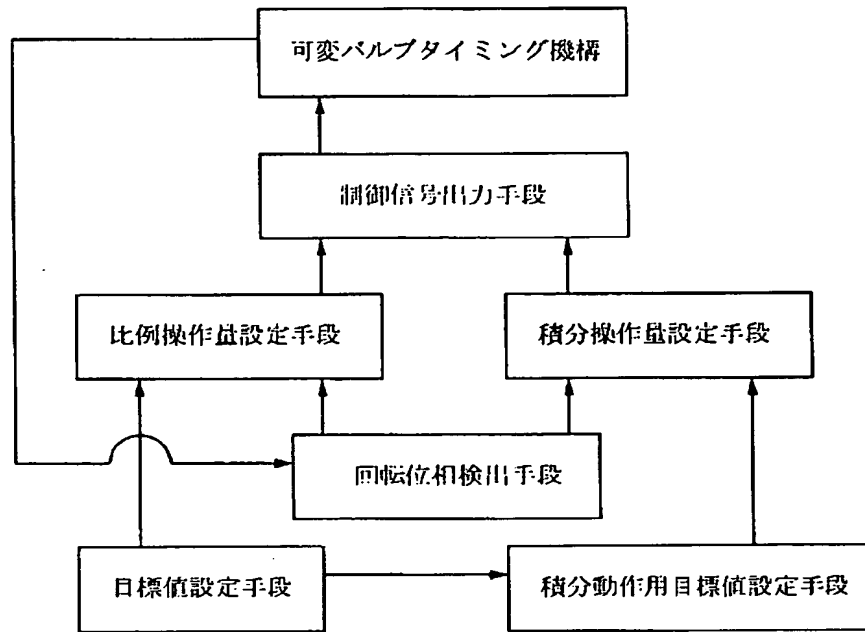 可変バルブタイミング機構
制御信号出力手段
比例操作量設定手段
積分操作量設定手段
回転位相検出手段
目標値設定手段
積分動作用目標値設定手段